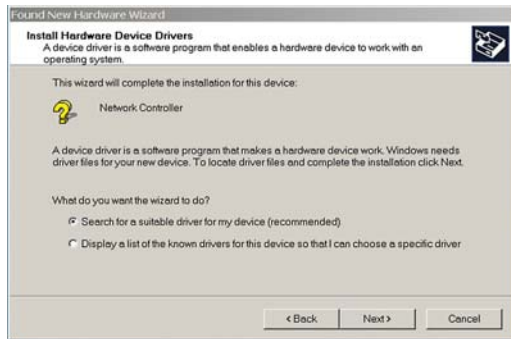 Found New Hardware Wizard
Install Hardware Device Drivers
A device driver is a software program that enables a hardware device to work with an
operating system.
This wizard will complete the installation for this device:
Network Controller
A device driver is a software program that makes a hardware device work. Windows needs
driver files for your new device. To locate driver files and complete the installation click Next.
What do you want the wizard to do?
Search for a suitable driver for my device (recommended)
Display a list of the known drivers for this device so that I can choose a specific driver
< Back
Next >
Cancel